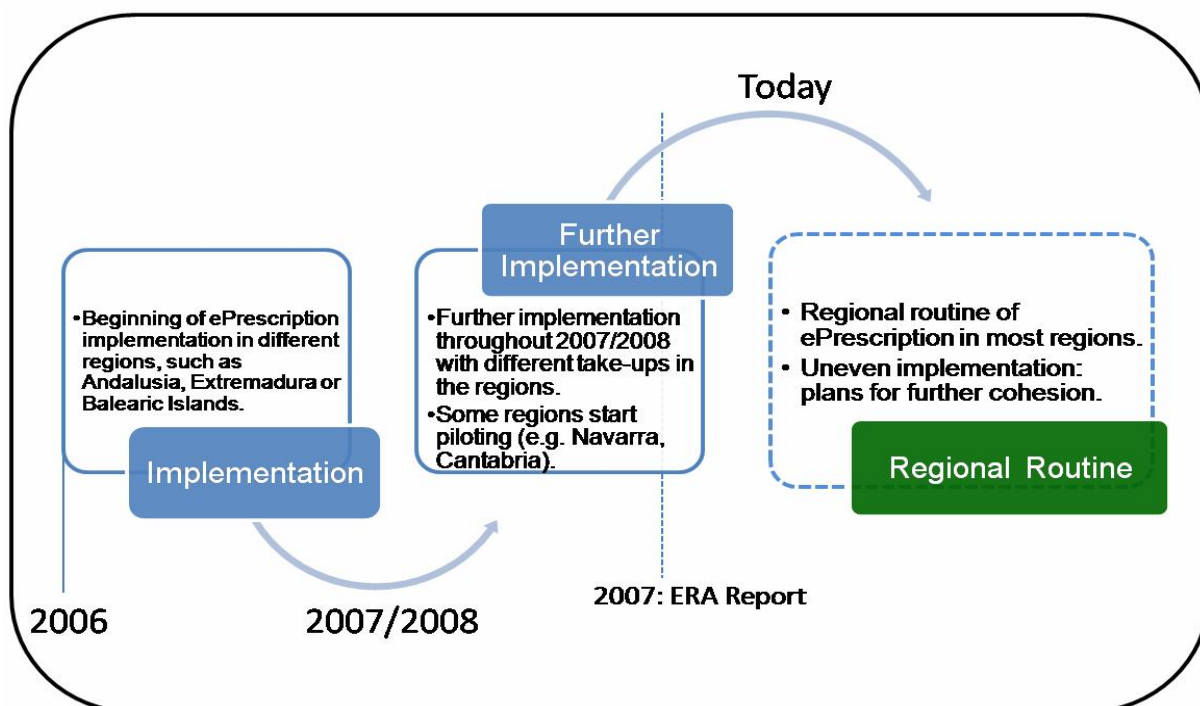 Today
Further
Implementation
•Beginning of ePrescription
implementation in different
regions, such as
Andalusia, Extremadura or
Balearic Islands.
Implementation
•Further implementation
throughout 2007/2008
with different take-ups in
the regions.
•Some regions start
piloting (e.g. Navarra,
Cantabria).
• Regional routine of
ePrescription in most regions.
• Uneven implementation:
plans for further cohesion.
Regional Routine
2007: ERA Report
2006
2007/2008